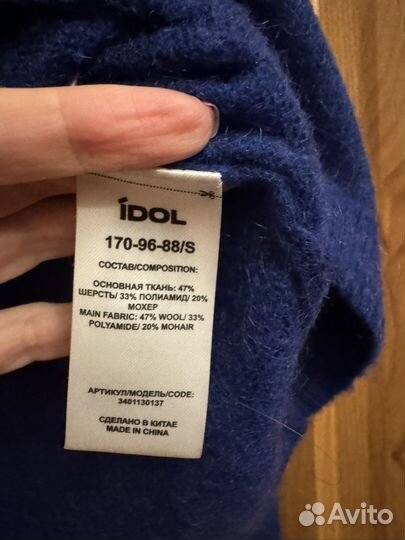 iDOL
170-96-88/S
СОСТАВ/COMPOSITION:
ОСНОВНАЯ ТКАНЬ: 47%
ШЕРСТЬ/ 33% ПОЛИАМИД/ 20%
МОХЕР
MAIN FABRIC: 47% WOOL/ 33%
POLYAMIDE/ 20% MOHAIR
АРТИКУЛ/МОДЕЛЬ/CODE:
3401130137
СДЕЛАНО В КИТАЕ
MADE IN CHINA
Avito